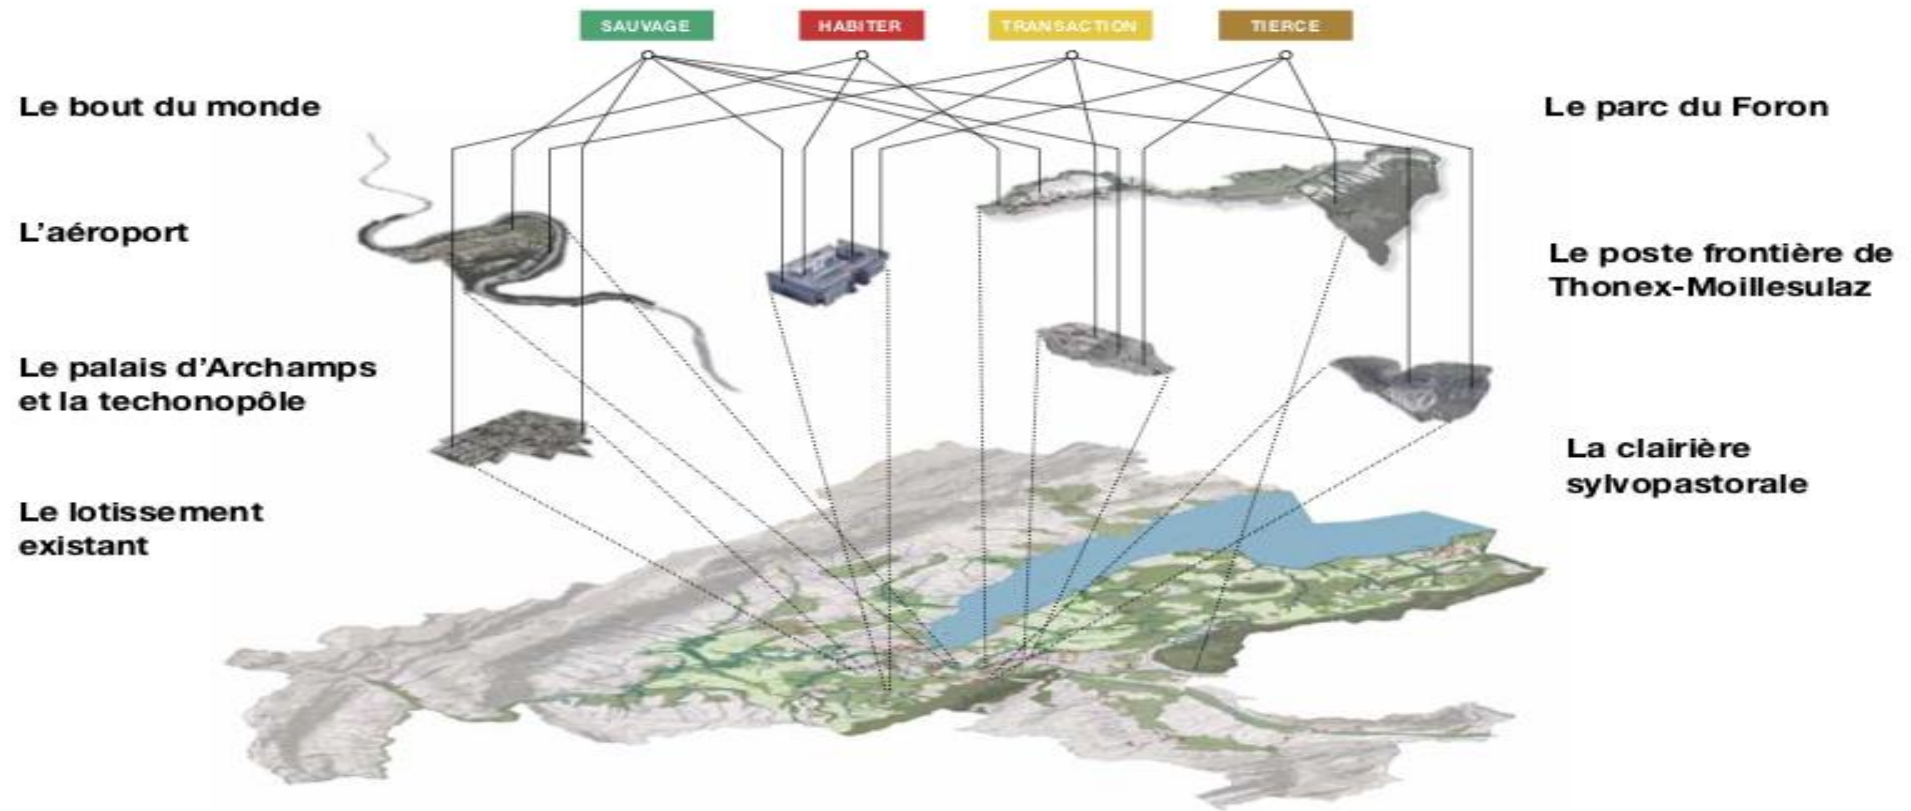 SAUVAGE
HABITER
TRANSACTION
TIERCE
Le bout du monde
L'aéroport
Le palais d'Archamps
et la techonopôle
Le lotissement
existant
Le parc du Foron
Le poste frontière de
Thonex-Moillesulaz
La clairière
sylvopastorale